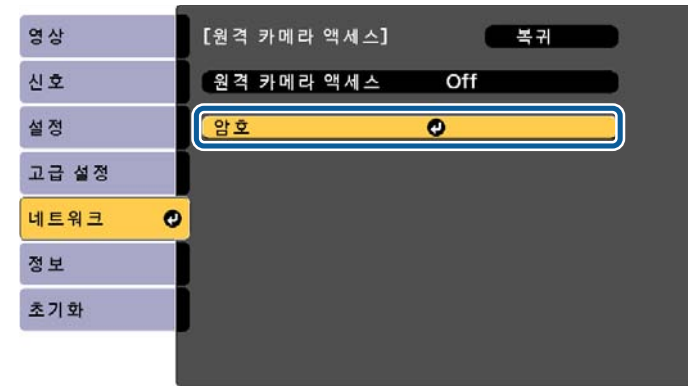 영상
신호
설정
고급 설정
네트워크
정보
초기화
[원격 카메라 액세스] 복귀
원격 카메라 액세스 Off
암호